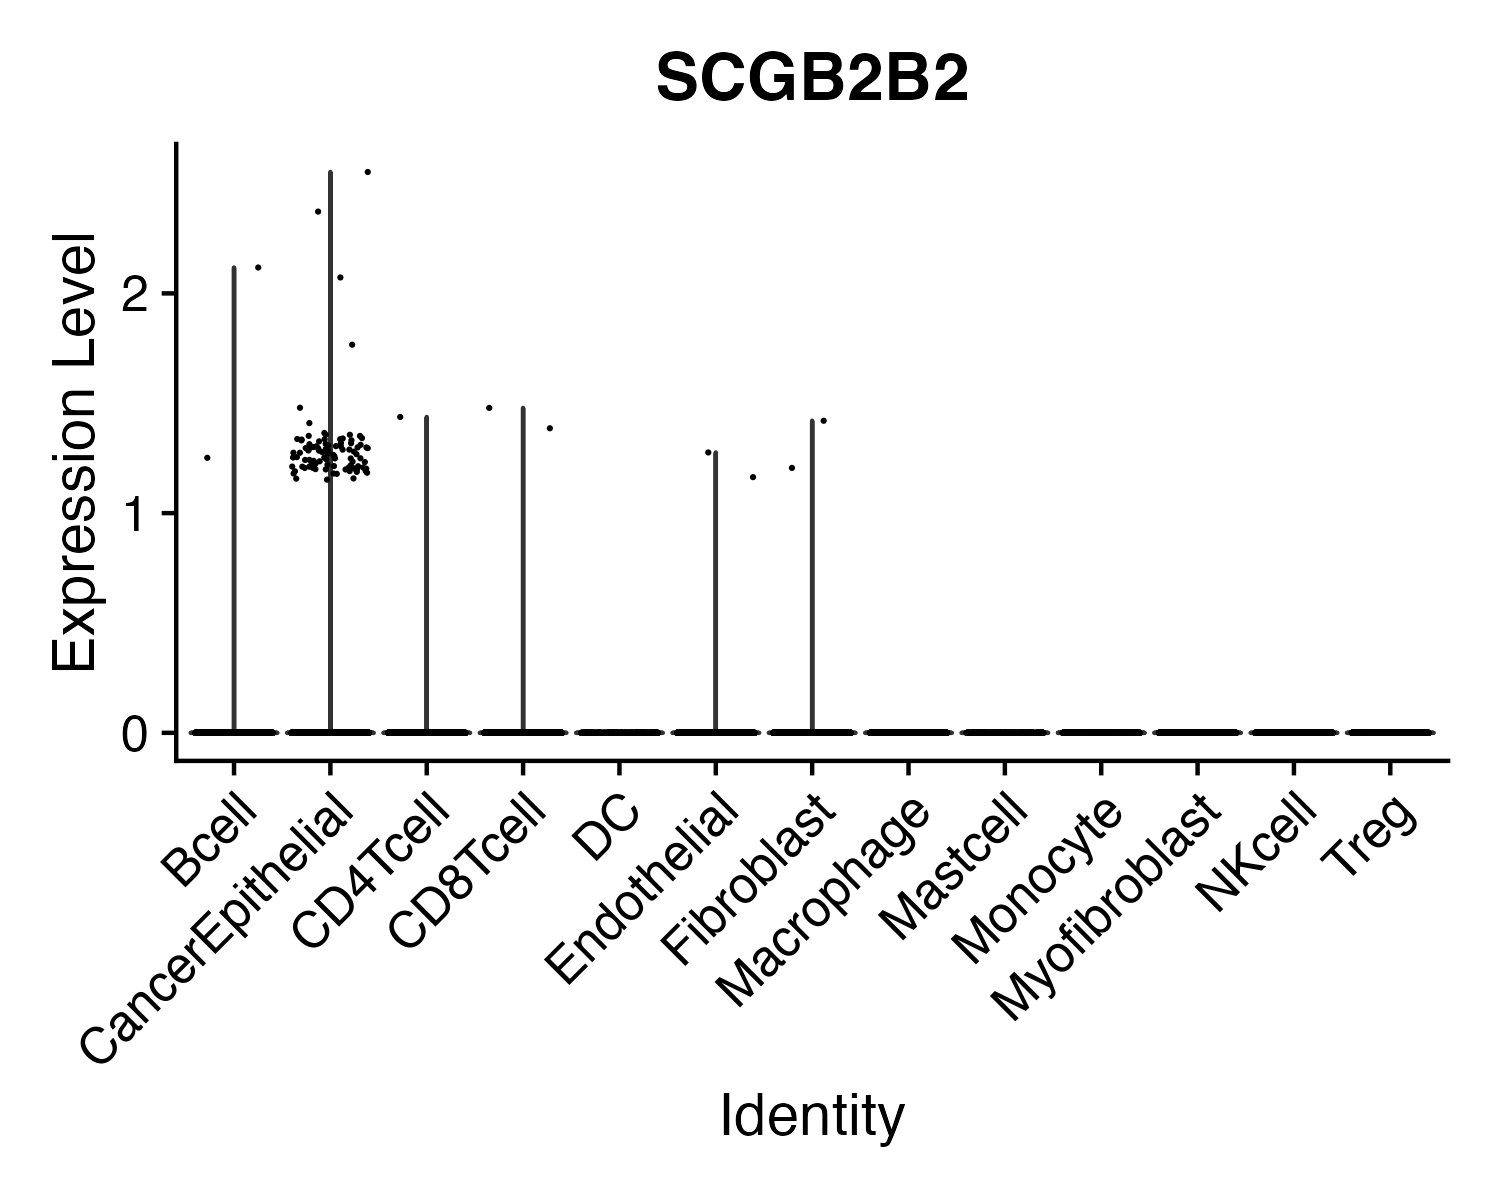 SCGB2B2
Expression Level
2
1
0
Bcell
CancerEpithelial
CD4Tcell
CD8Tcell
DC
Endothelial
Fibroblast
Macrophage
Mastcell
Monocyte
Myofibroblast
NKcell
Treg
Identity